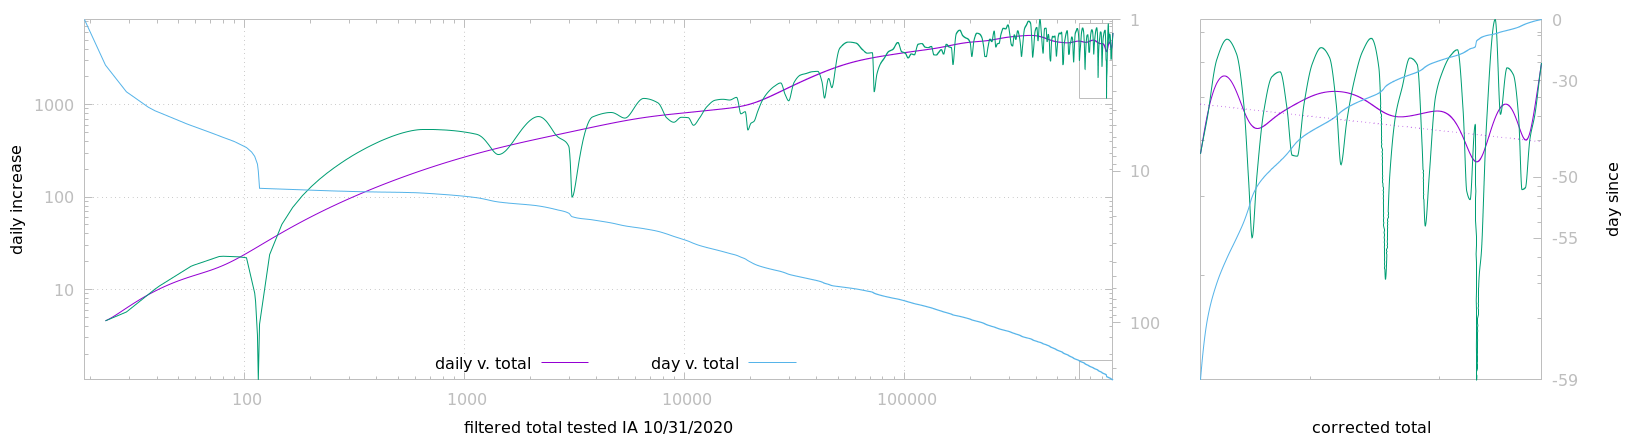 daily increase
1000
100
10
1
10
100
daily v. total
day v. total
100
1000
10000
100000
filtered total tested IA 10/31/2020
0
-30
-50
-55
-59
day since
corrected total